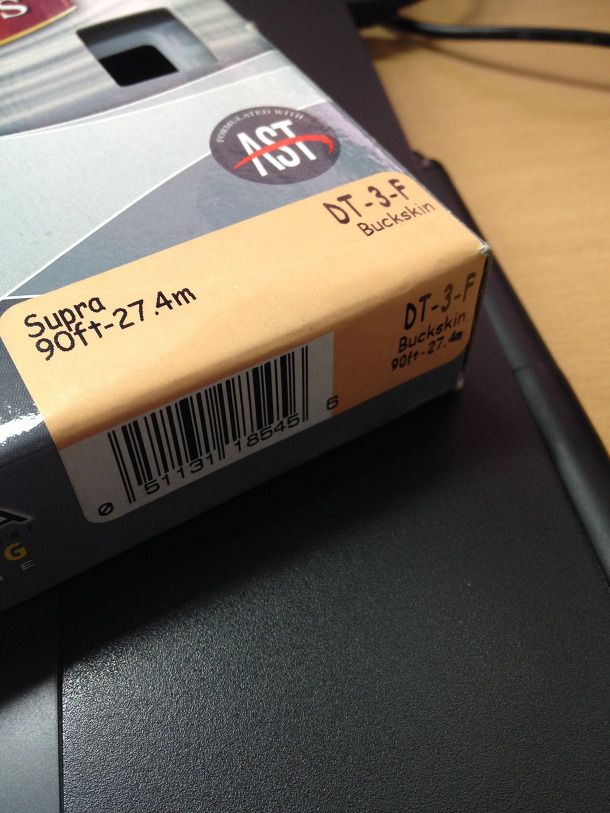 S
FORMULATED WITH
AST
DT-3-F
Buckskin
Supra
90ft-27.4m
DT-3-F
Buckskin
90ft-27.4m
0 51131 18545 6
A
G
E